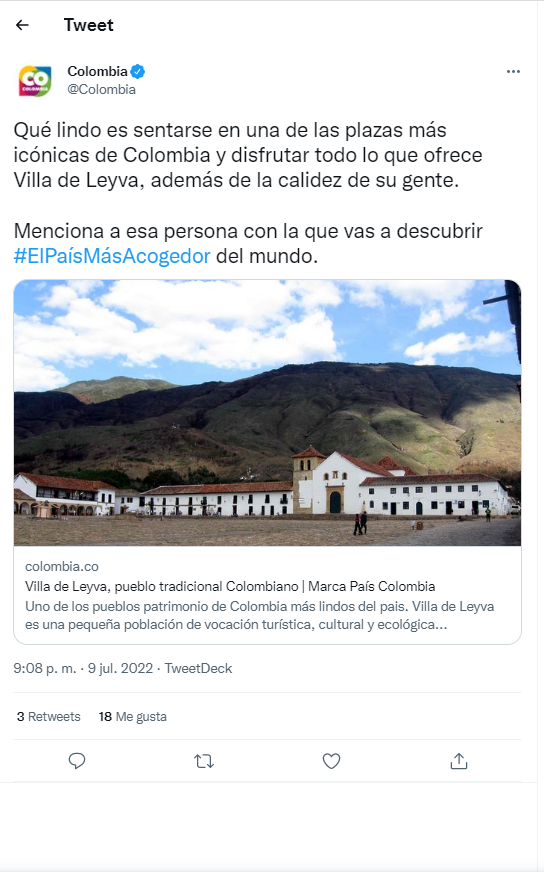 Tweet
CO
COLOMBIA
Colombia
@Colombia
Qué lindo es sentarse en una de las plazas más
icónicas de Colombia y disfrutar todo lo que ofrece
Villa de Leyva, además de la calidez de su gente.
Menciona a esa persona con la que vas a descubrir
#ElPaísMásAcogedor del mundo.
colombia.co
Villa de Leyva, pueblo tradicional Colombiano | Marca País Colombia
Uno de los pueblos patrimonio de Colombia más lindos del pais. Villa de Leyva
es una pequeña población de vocación turística, cultural y ecológica...
9:08 p. m. · 9 jul. 2022 · TweetDeck
3 Retweets 18 Me gusta